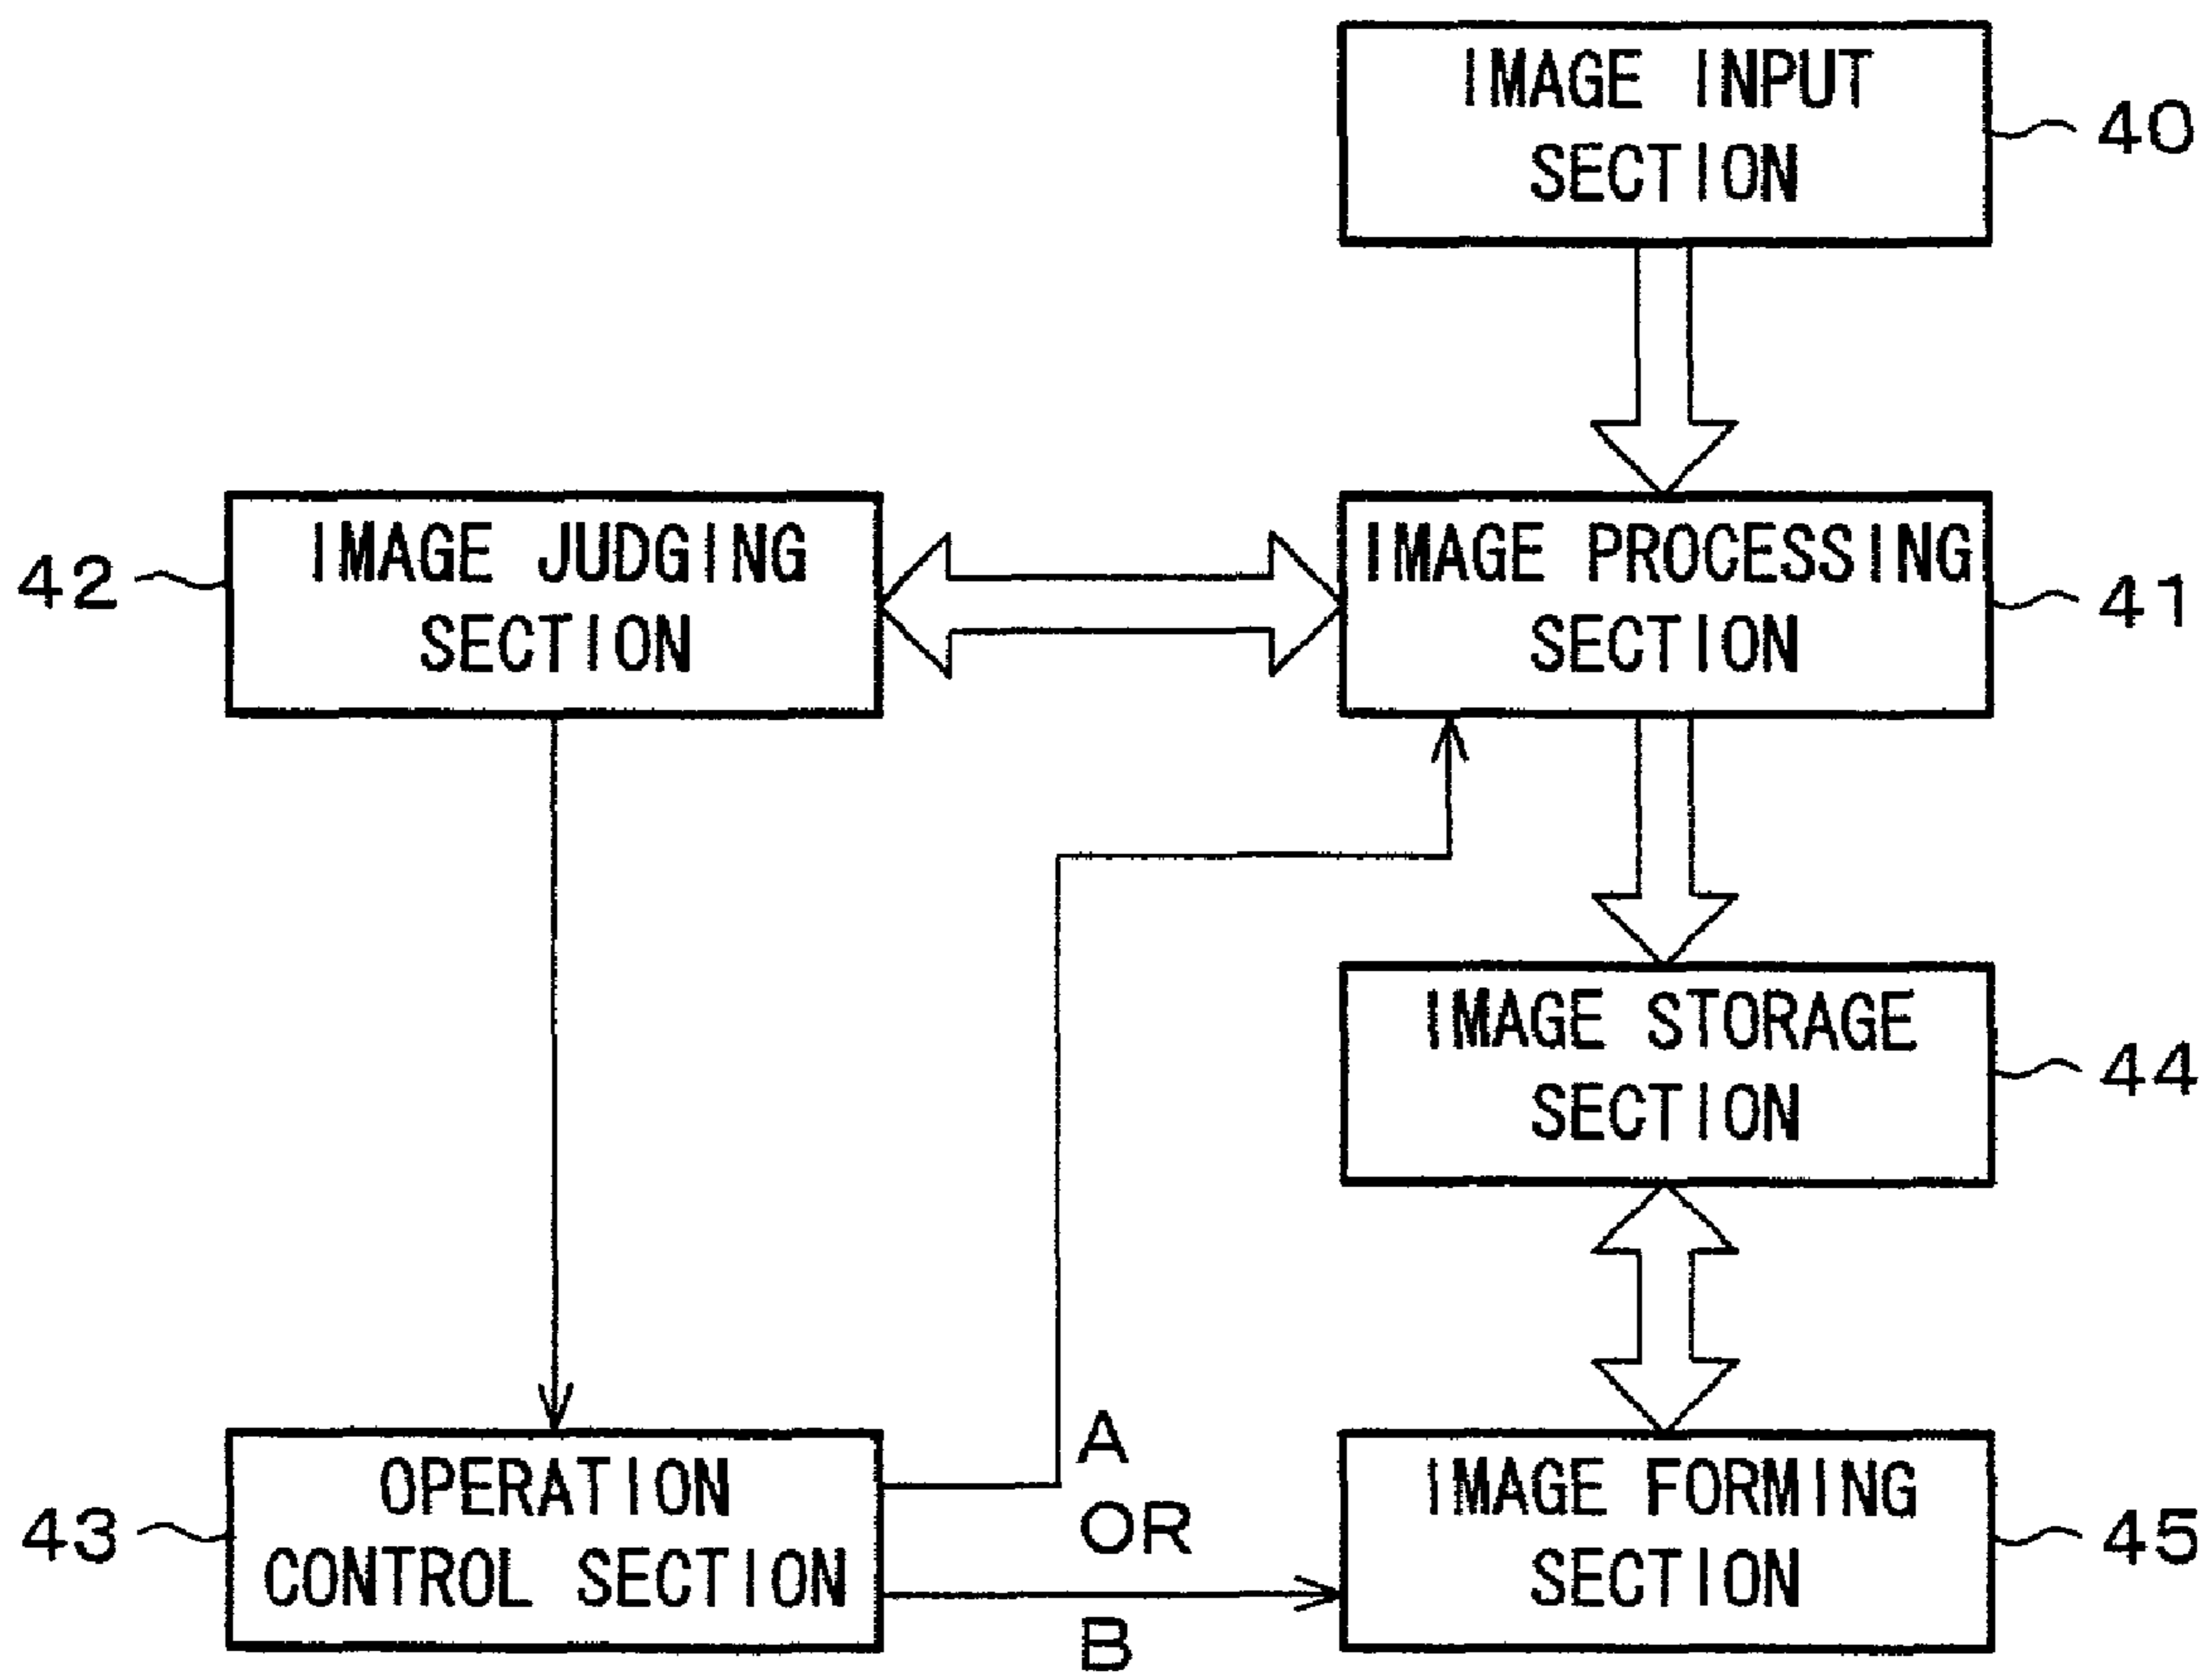 IMAGE INPUT
SECTION
40
IMAGE JUDGING
SECTION
42
IMAGE PROCESSING
SECTION
41
IMAGE STORAGE
SECTION
44
OPERATION
CONTROL SECTION
43
A
OR
B
IMAGE FORMING
SECTION
45